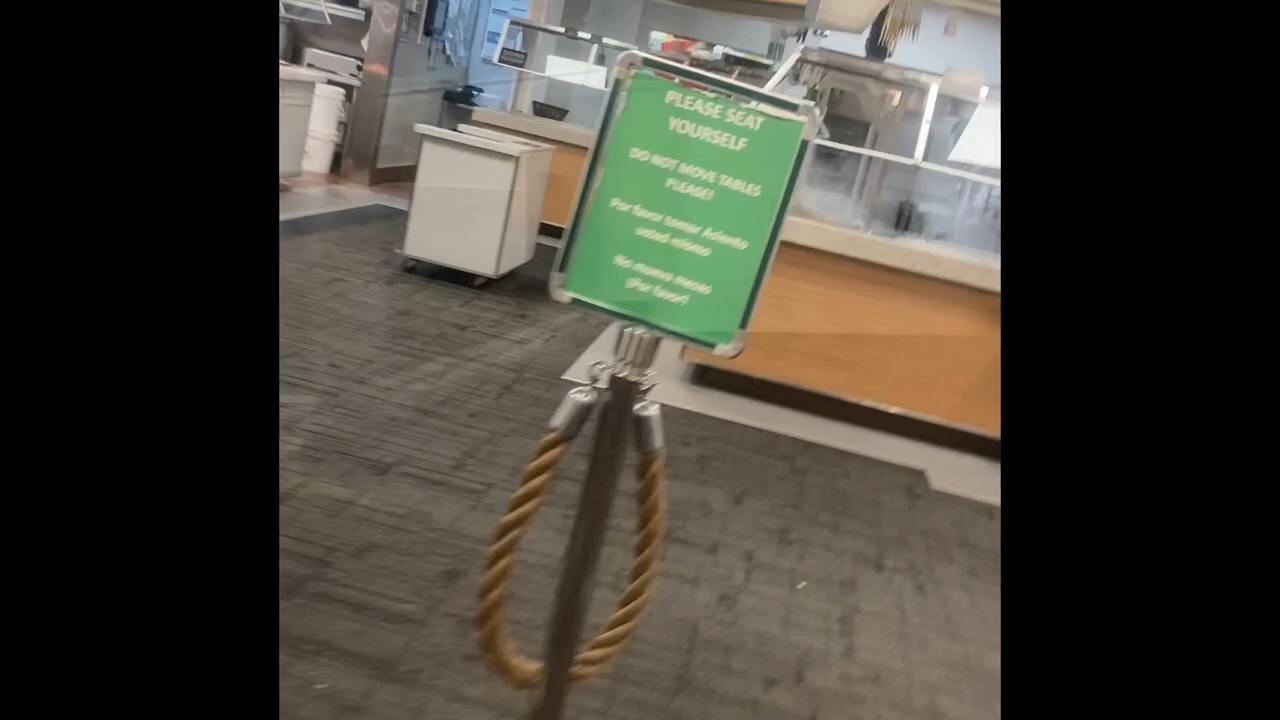 PLEASE SEAT
YOURSELF
DO NOT MOVE TABLES
PLEASE!
Por favor tomar Asiento
usted mismo
No mueva mesas
¡Por favor!